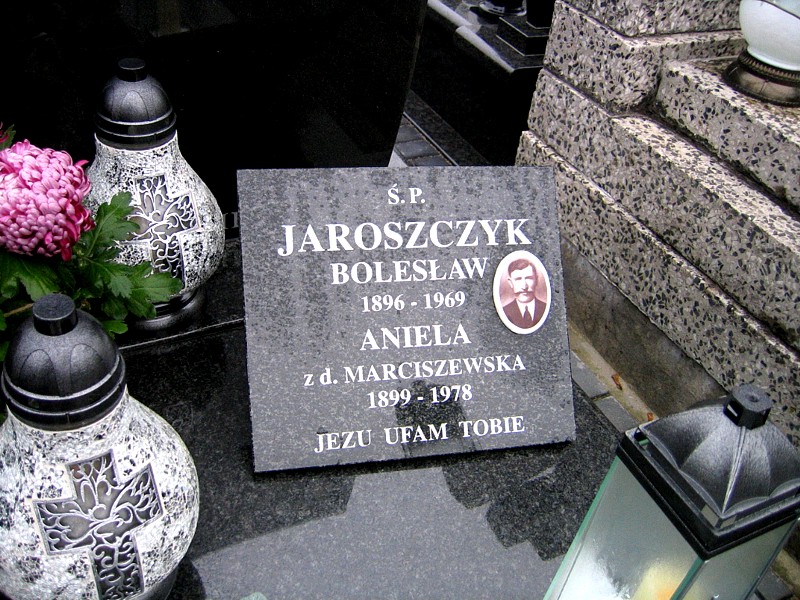 Ś. P.
JAROSZCZYK
BOLESŁAW
1896 - 1969
ANIELA
z d. MARCISZEWSKA
1899 - 1978
JEZU UFAM TOBIE